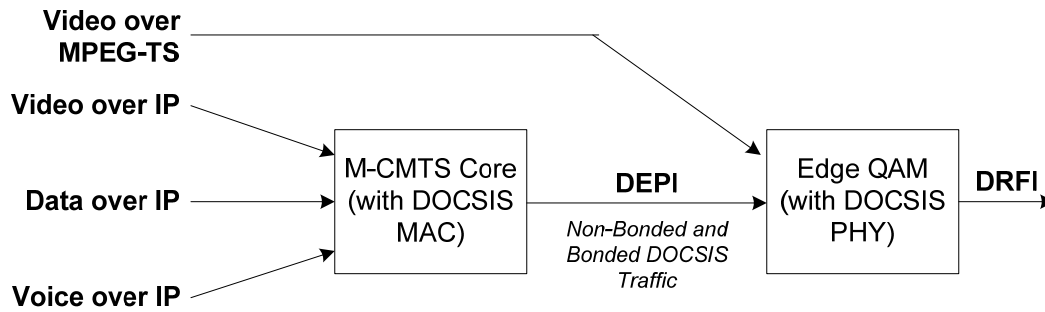 Video over
MPEG-TS
Video over IP
Data over IP
Voice over IP
M-CMTS Core
(with DOCSIS
MAC)
DEPI
Non-Bonded and
Bonded DOCSIS
Traffic
Edge QAM
(with DOCSIS
PHY)
DRFI